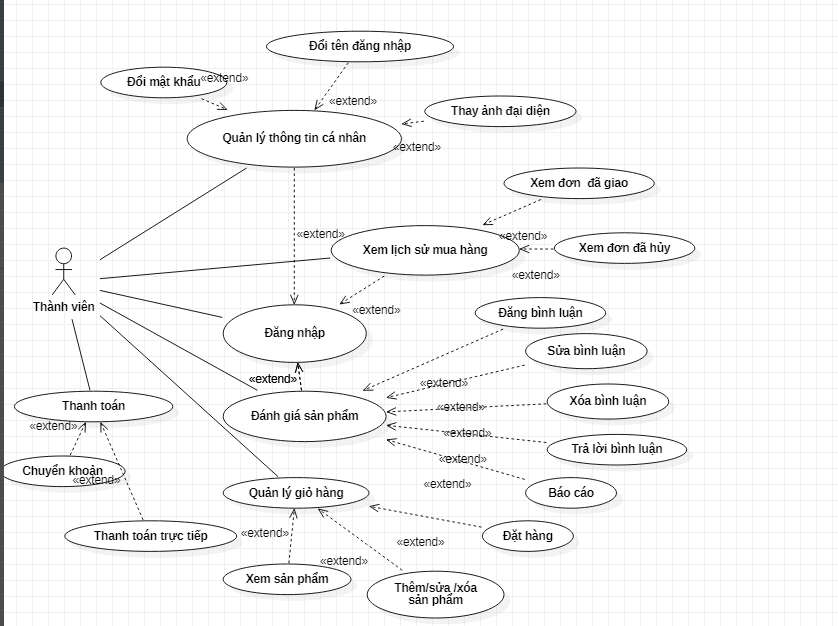 Đổi tên đăng nhập
Đổi mật khẩu
«extend»
«extend»
Thay ảnh đại diện
Quản lý thông tin cá nhân
«extend»
Xem đơn  đã giao
«extend»
«extend»
Xem lịch sử mua hàng
Xem đơn đã hủy
«extend»
Thành viên
«extend»
Đăng bình luận
Đăng nhập
Sửa bình luận
«extend»
«extend»
Xóa bình luận
Thanh toán
«extend»
Đánh giá sản phẩm
«extend»
«extend»
Trả lời bình luận
«extend»
Chuyển khoản
«extend»
«extend»
Quản lý giỏ hàng
Báo cáo
«extend»
Thanh toán trực tiếp
Đặt hàng
«extend»
«extend»
Xem sản phẩm
Thêm/sửa /xóa
sản phẩm